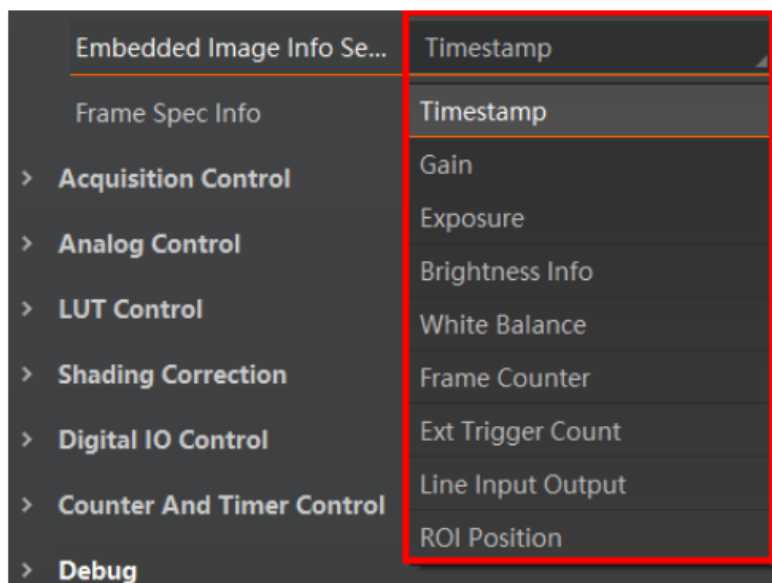 Embedded Image Info Se... Timestamp
Frame Spec Info Timestamp
> Acquisition Control Gain
Exposure
> Analog Control Brightness Info
> LUT Control White Balance
> Shading Correction Frame Counter
> Digital IO Control Ext Trigger Count
> Counter And Timer Control Line Input Output
ROI Position
> Debug